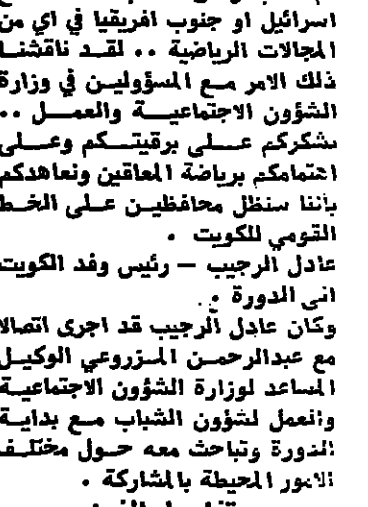 اسرائيل او جنوب افريقيا في اي من
المجالات الرياضية .. لقد ناقشنا
ذلك الامر مع المسؤولين في وزارة
الشؤون الاجتماعية والعمل ..
نشكركم على برقيتكم وعلى
اهتمامكم برياضة المعاقين ونعاهدكم
بأننا سنظل محافظين على الخط
القومي للكويت .
عادل الرجيب — رئيس وفد الكويت
الى الدورة .
وكان عادل الرجيب قد اجرى اتصالا
مع عبدالرحمن المزروعي الوكيل
المساعد لوزارة الشؤون الاجتماعية
والعمل لشؤون الشباب مع بداية
الدورة وتباحث معه حول مختلف
الامور المحيطة بالمشاركة .